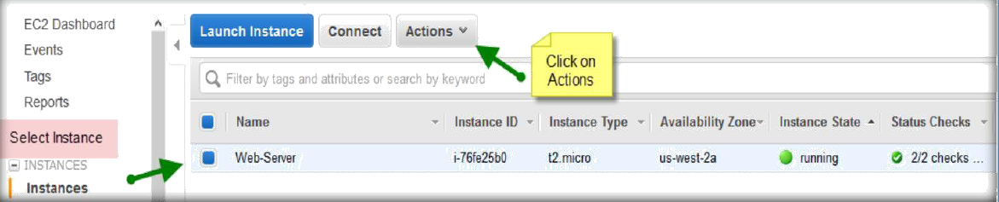 EC2 Dashboard
Events
Tags
Reports
Select Instance
INSTANCES
Instances
Launch Instance Connect Actions
Click on
Actions
Filter by tags and attributes or search by keyword
Name Instance ID Instance Type Availability Zone Instance State Status Checks
Web-Server i-76fe25b0 t2.micro us-west-2a running 2/2 checks ...